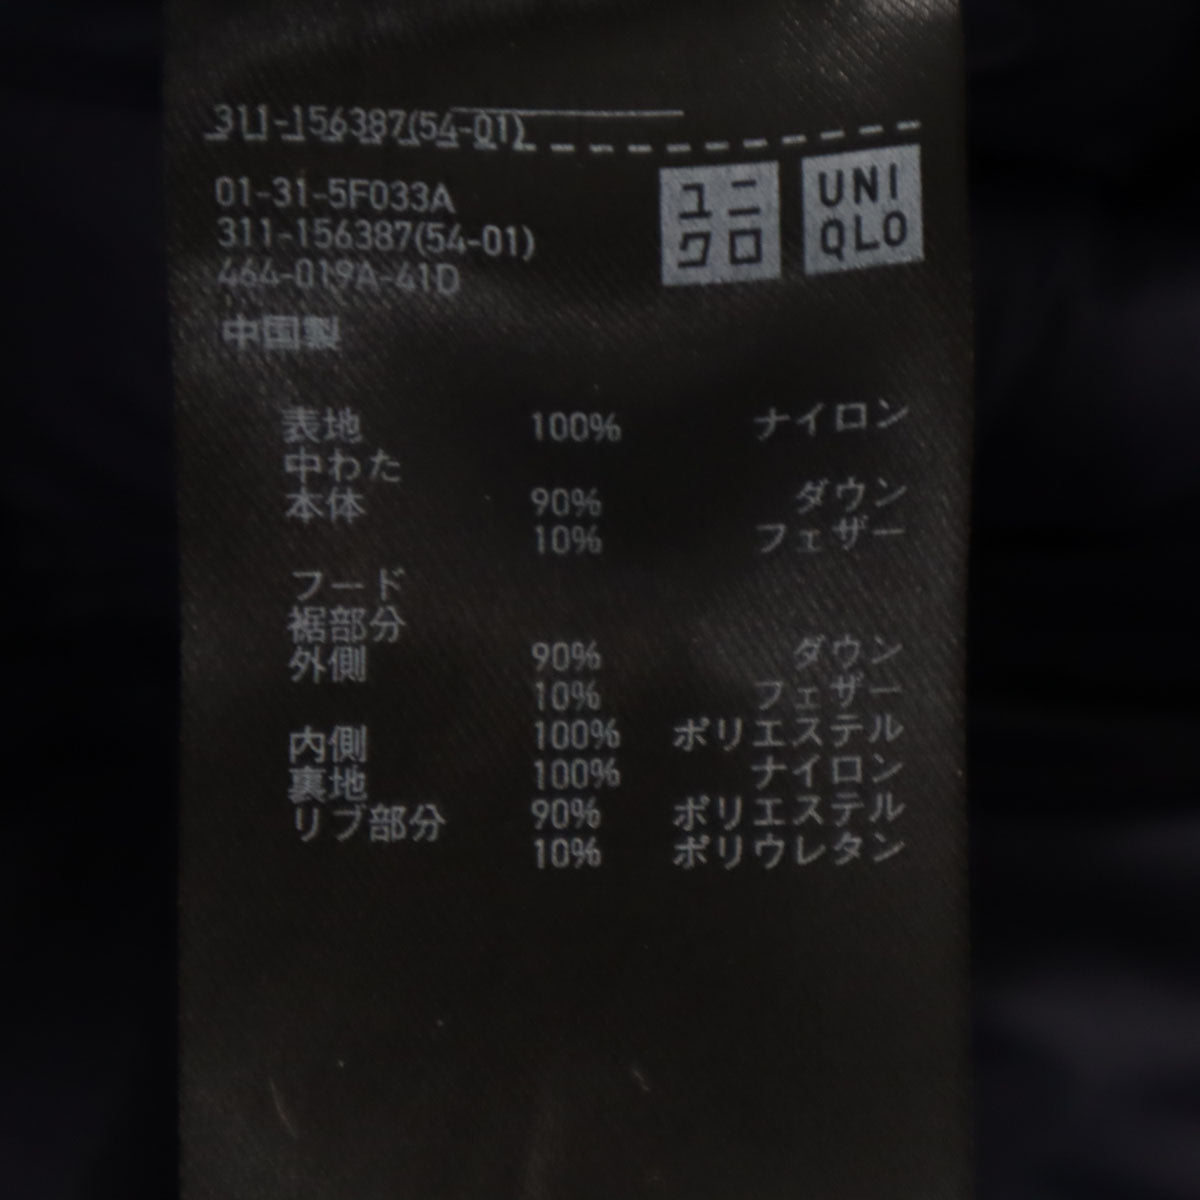 311-156387(54-01)
01-31-5F033A
311-156387(54-01)
464-019A-41D
ユニ
クロ
UNI
QLO
中国製
表地 100% ナイロン
中わた
本体 90% ダウン
10% フェザー
フード
裾部分
外側 90% ダウン
10% フェザー
内側 100% ポリエステル
裏地 100% ナイロン
リブ部分 90% ポリエステル
10% ポリウレタン